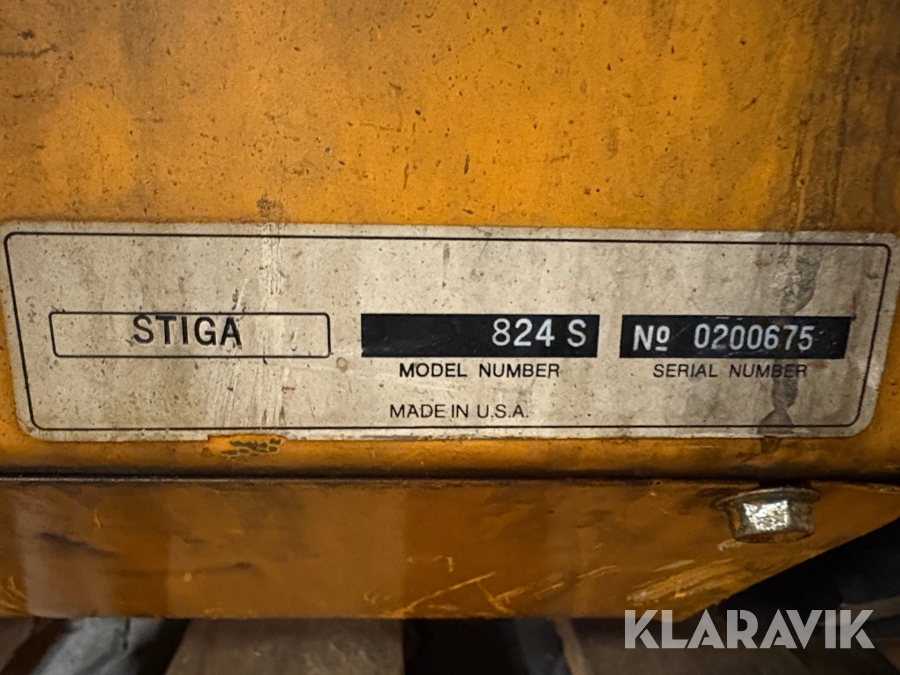 STIGA 824 S Nº 0200675
MODEL NUMBER SERIAL NUMBER
MADE IN U.S.A.
KLARAVIK